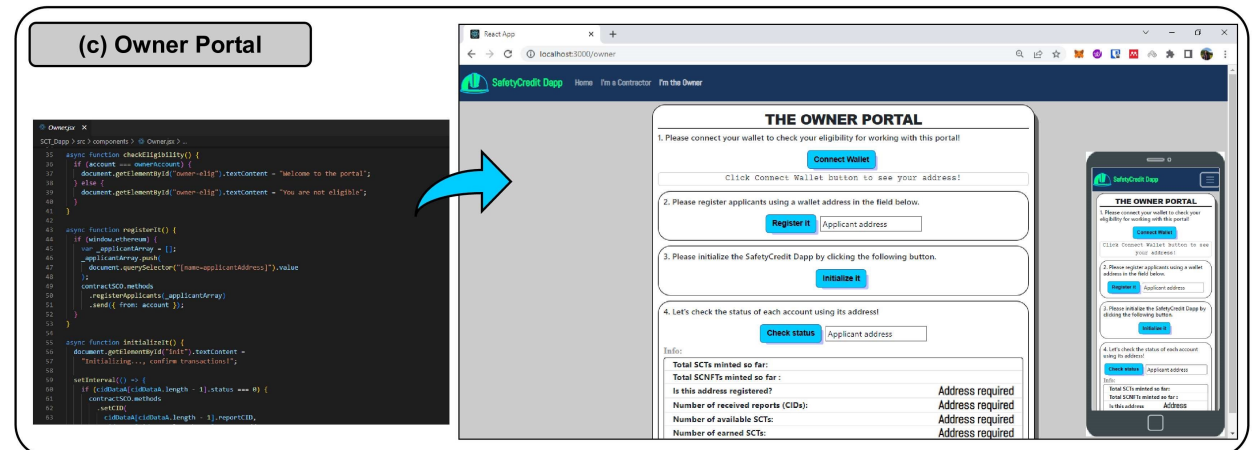 (c) Owner Portal
Owner.jsx X
SCT_Dapp > src > components > Owner.jsx > ...
35 async function checkEligibility() {
36 if (account === ownerAccount) {
37 document.getElementById("owner-elig").textContent = "Welcome to the portal";
38 } else {
39 document.getElementById("owner-elig").textContent = "You are not eligible";
40 }
41 }
42
43 async function registerIt() {
44 if (window.ethereum) {
45 var _applicantArray = [];
46 _applicantArray.push(
47 document.querySelector("[name=applicantAddress]").value
48 );
49 contractSCO.methods
50 .registerApplicants(_applicantArray)
51 .send({ from: account });
52 }
53 }
54
55 async function initializeIt() {
56 document.getElementById("init").textContent =
57 "Initializing..., confirm transactions!";
58
59 setInterval(() => {
60 if (cidDataA[cidDataA.length - 1].status === 0) {
61 contractSCO.methods
62 .setCID(
63 cidDataA[cidDataA.length - 1].reportCID,
React App
localhost:3000/owner
SafetyCredit Dapp Home I'm a Contractor I'm the Owner
THE OWNER PORTAL
1. Please connect your wallet to check your eligibility for working with this portal!
Connect Wallet
Click Connect Wallet button to see your address!
2. Please register applicants using a wallet address in the field below.
Register it Applicant address
3. Please initialize the SafetyCredit Dapp by clicking the following button.
Initialize it
4. Let's check the status of each account using its address!
Check status Applicant address
Info:
Total SCTs minted so far:
Total SCNFTs minted so far :
Is this address registered? Address required
Number of received reports (CIDs): Address required
Number of available SCTs: Address required
Number of earned SCTs: Address required
SafetyCredit Dapp
THE OWNER PORTAL
1. Please connect your wallet to check your
eligibility for working with this portal!
Connect Wallet
Click Connect Wallet button to see
your address!
2. Please register applicants using a wallet
address in the field below.
Register it Applicant address
3. Please initialize the SafetyCredit Dapp by
clicking the following button.
Initialize it
4. Let's check the status of each account
using its address!
Check status Applicant address
Info:
Total SCTs minted so far:
Total SCNFTs minted so far :
Is this address Address